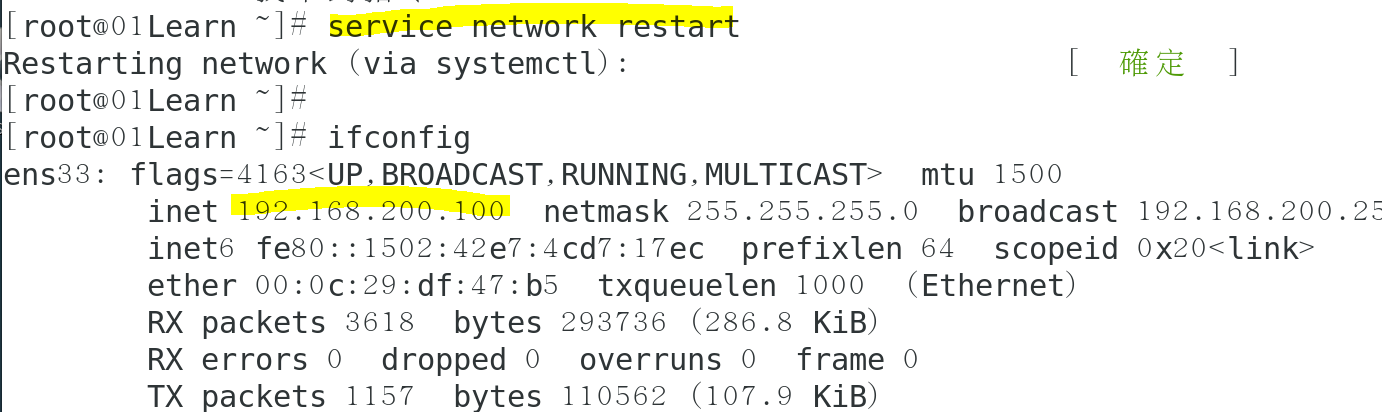 [root@01Learn ~]# service network restart
Restarting network (via systemctl): [ 確定 ]
[root@01Learn ~]#
[root@01Learn ~]# ifconfig
ens33: flags=4163<UP,BROADCAST,RUNNING,MULTICAST> mtu 1500
inet 192.168.200.100 netmask 255.255.255.0 broadcast 192.168.200.25
inet6 fe80::1502:42e7:4cd7:17ec prefixlen 64 scopeid 0x20<link>
ether 00:0c:29:df:47:b5 txqueuelen 1000 (Ethernet)
RX packets 3618 bytes 293736 (286.8 KiB)
RX errors 0 dropped 0 overruns 0 frame 0
TX packets 1157 bytes 110562 (107.9 KiB)